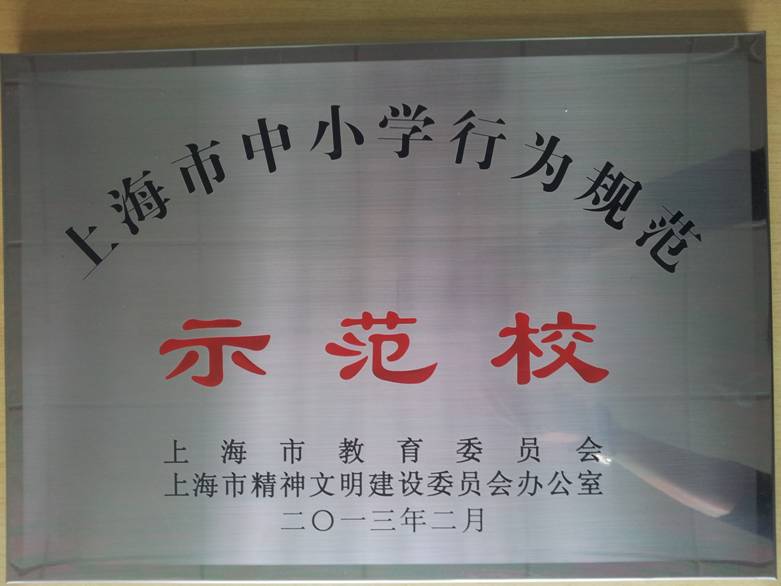 上海市中小学行为规范
示范校
上海市教育委员会
上海市精神文明建设委员会办公室
二〇一三年二月